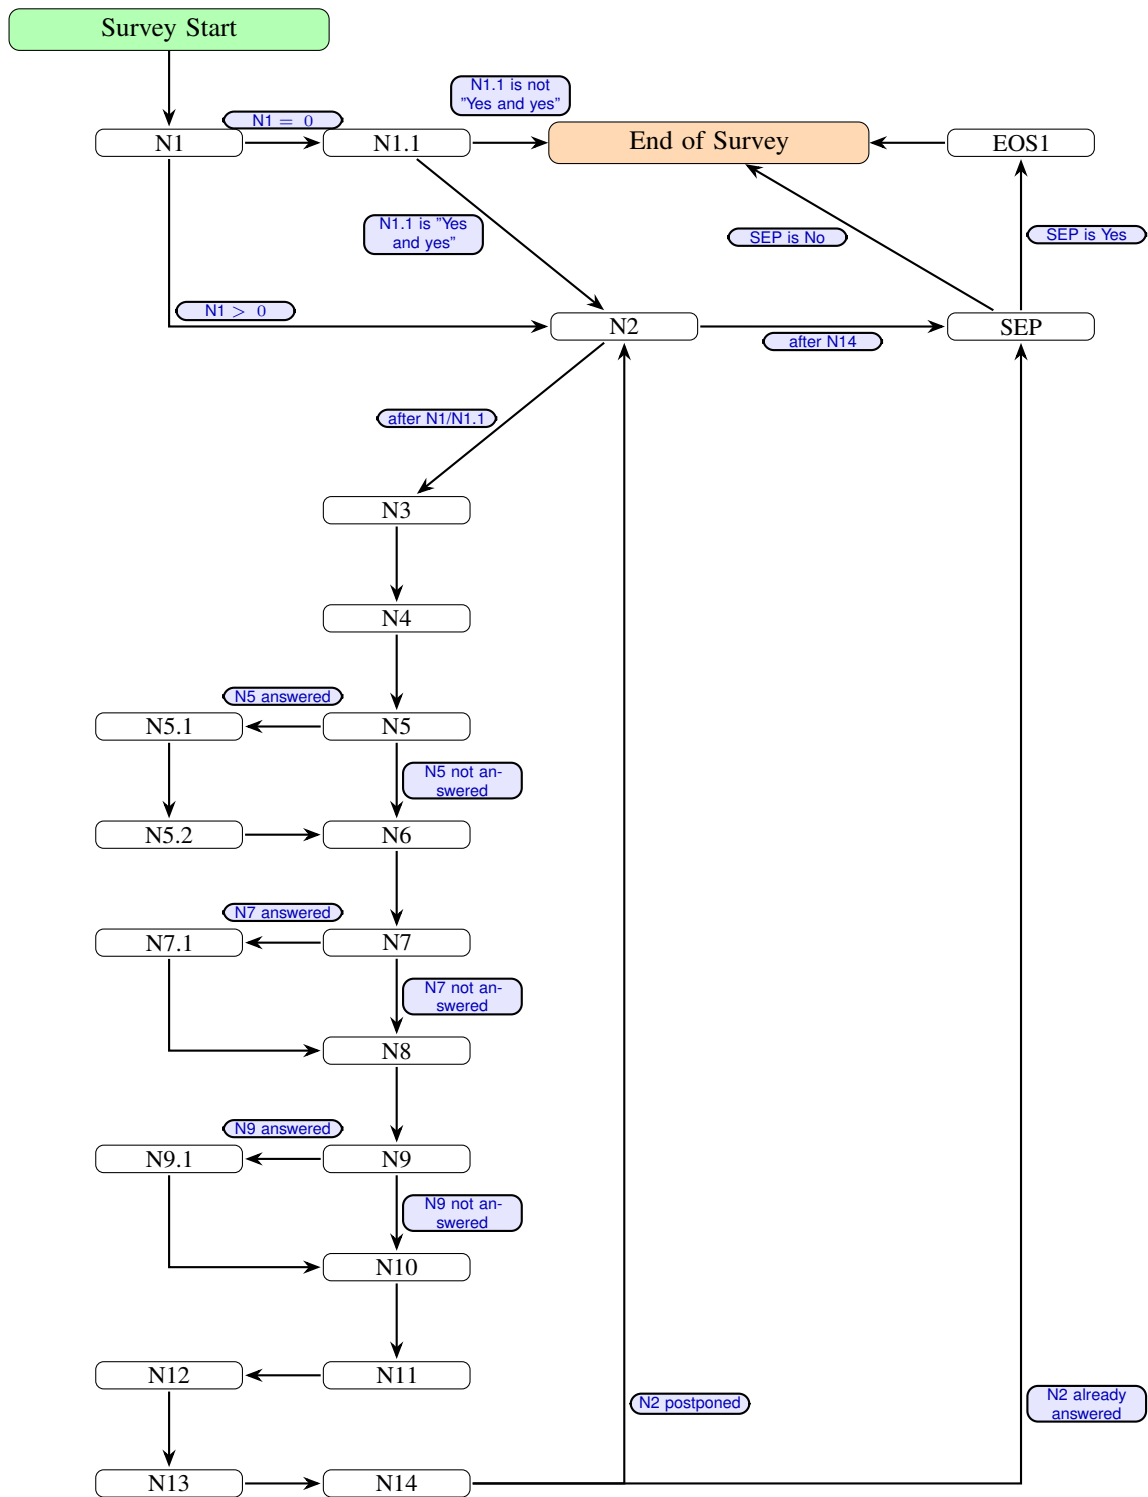 Survey Start
N1.1 is not
"Yes and yes"
N1 = 0
N1
N1.1
End of Survey
EOS1
N1.1 is "Yes
and yes"
SEP is No
SEP is Yes
N1 > 0
N2
SEP
after N14
after N1/N1.1
N3
N4
N5 answered
N5.1
N5
N5 not an-
swered
N5.2
N6
N7 answered
N7.1
N7
N7 not an-
swered
N8
N9 answered
N9.1
N9
N9 not an-
swered
N10
N12
N11
N2 postponed
N2 already
answered
N13
N14